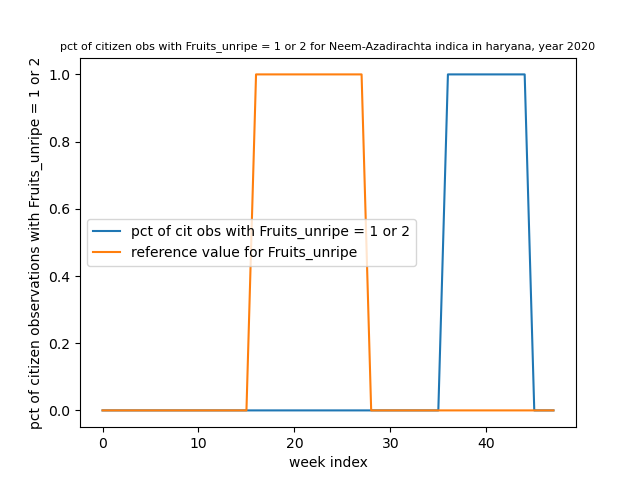 pct of citizen obs with Fruits_unripe = 1 or 2 for Neem-Azadirachta indica in haryana, year 2020
pct of citizen observations with Fruits_unripe = 1 or 2
1.0
0.8
0.6
0.4
0.2
0.0
pct of cit obs with Fruits_unripe = 1 or 2
reference value for Fruits_unripe
0 10 20 30 40
week index